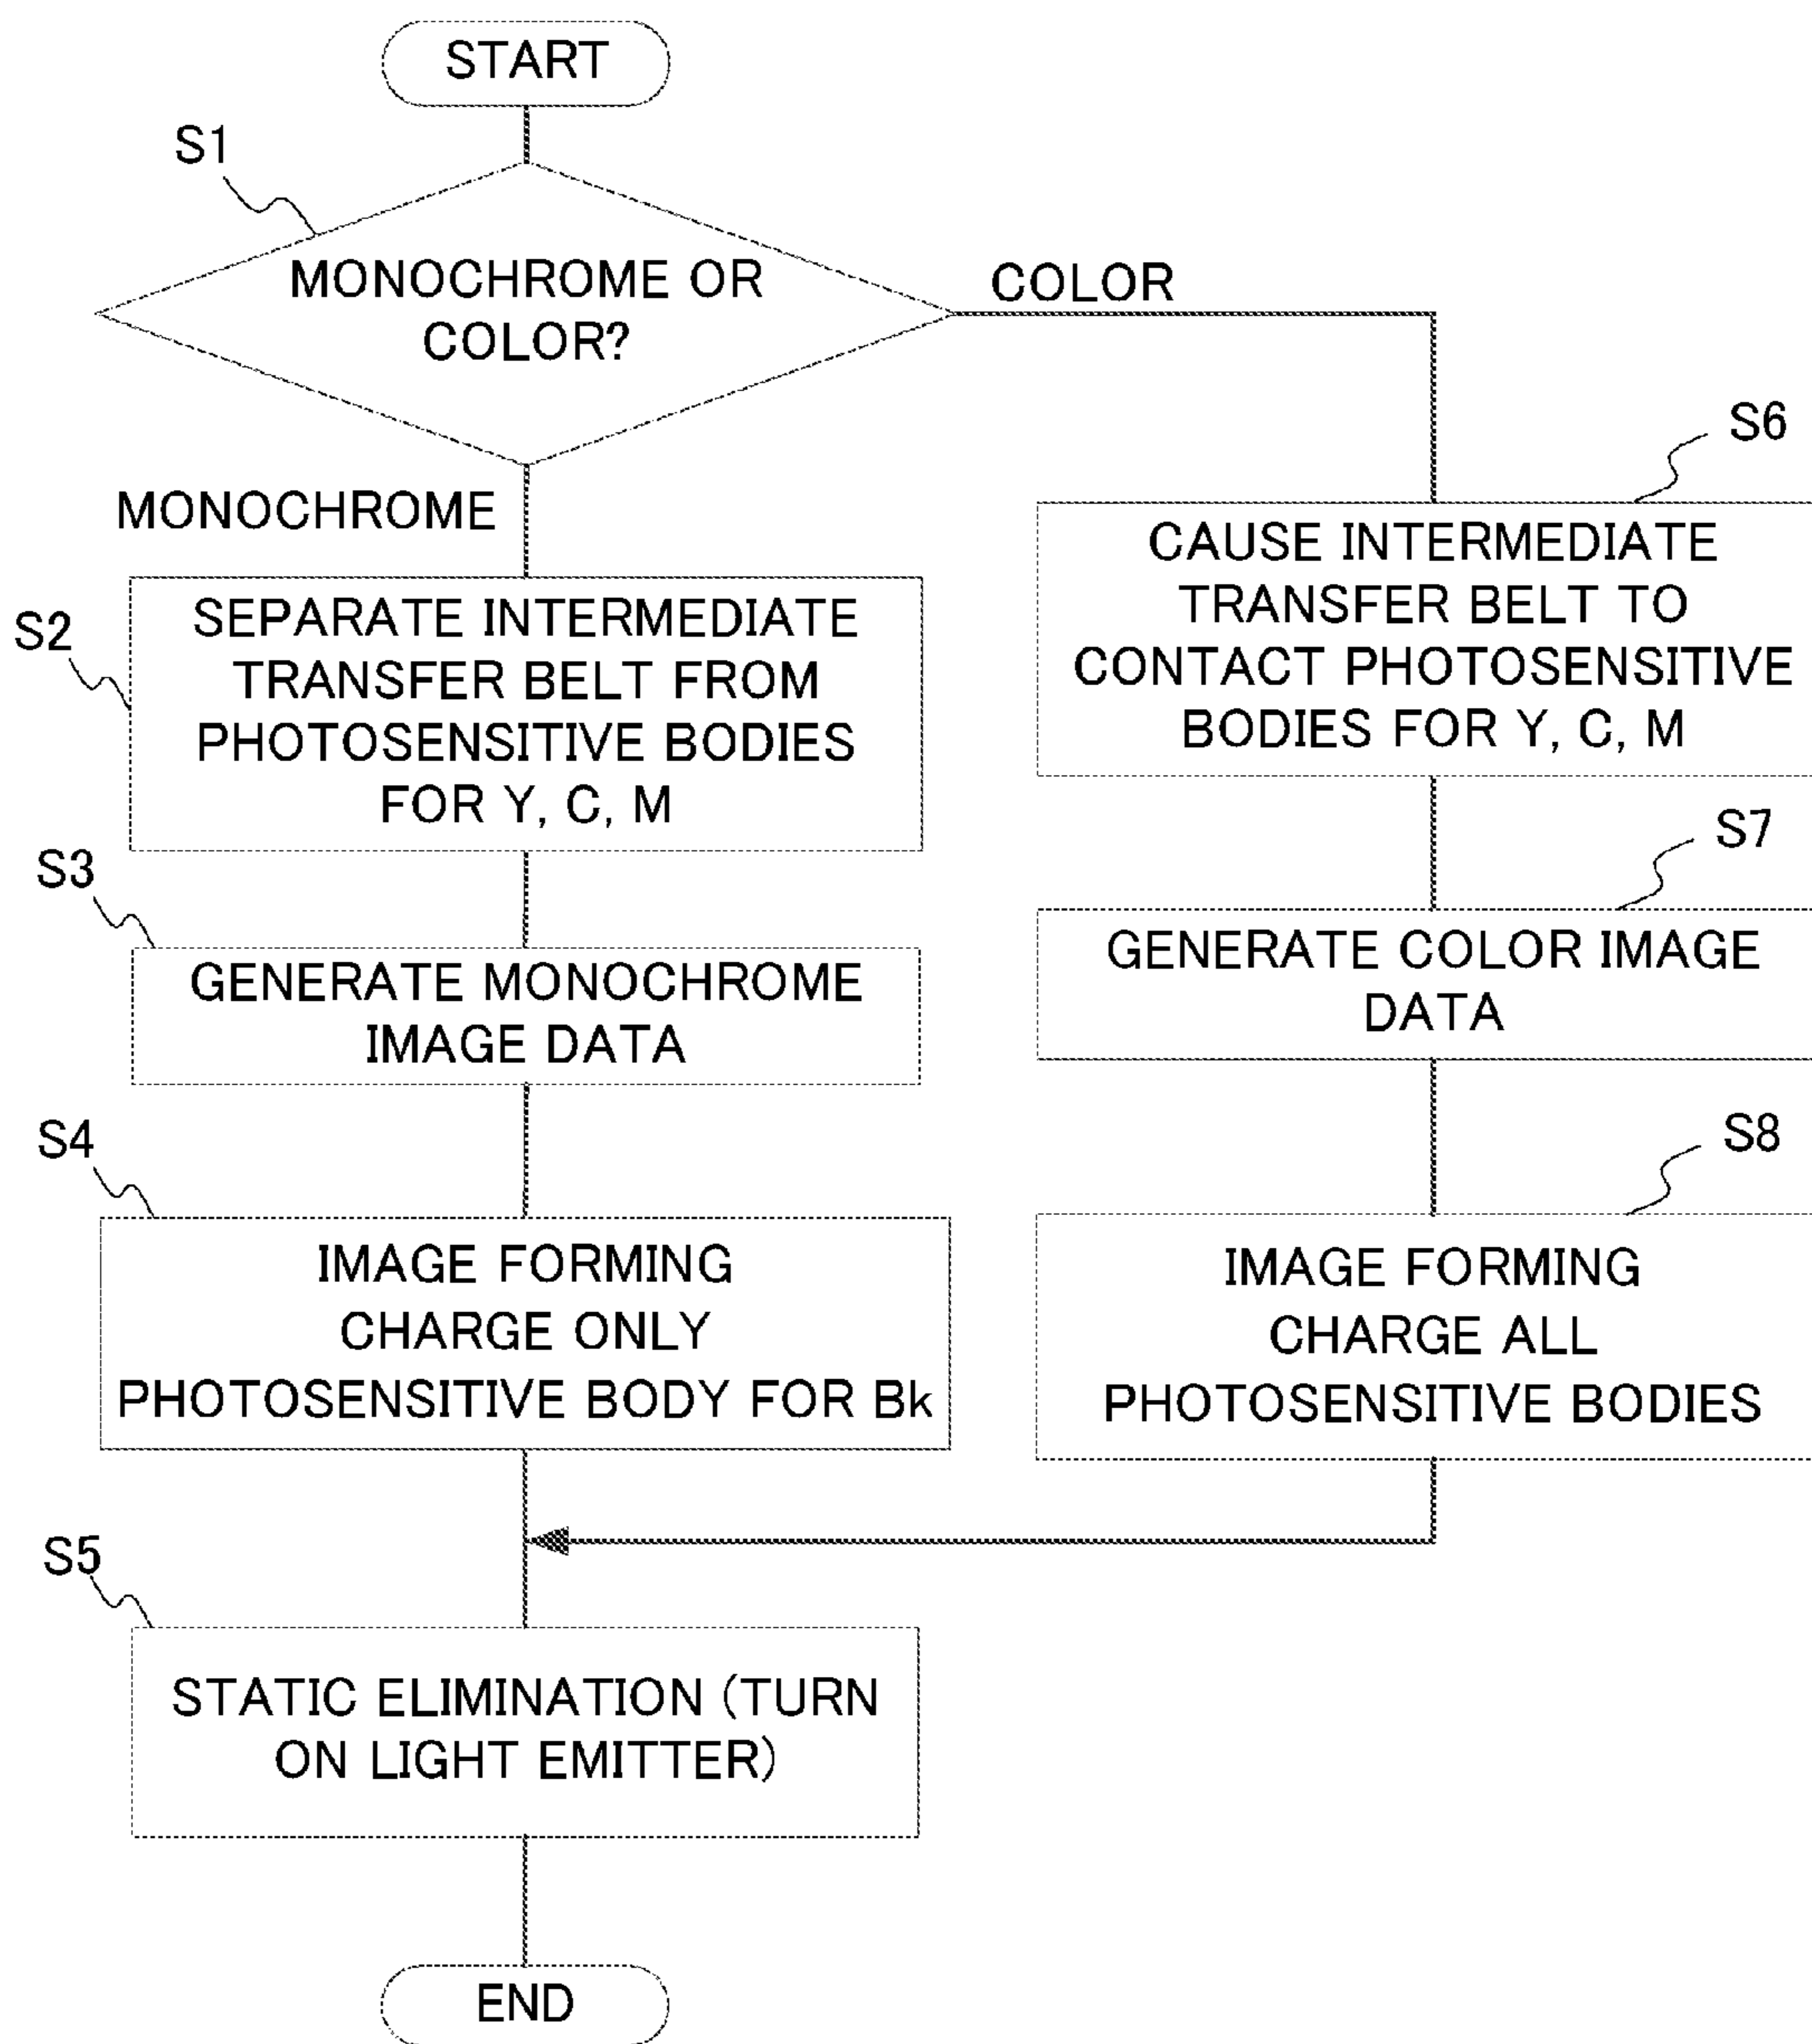 START
S1
MONOCHROME OR
COLOR?
COLOR
MONOCHROME
S2
SEPARATE INTERMEDIATE
TRANSFER BELT FROM
PHOTOSENSITIVE BODIES
FOR Y, C, M
S3
GENERATE MONOCHROME
IMAGE DATA
S4
IMAGE FORMING
CHARGE ONLY
PHOTOSENSITIVE BODY FOR Bk
S6
CAUSE INTERMEDIATE
TRANSFER BELT TO
CONTACT PHOTOSENSITIVE
BODIES FOR Y, C, M
S7
GENERATE COLOR IMAGE
DATA
S8
IMAGE FORMING
CHARGE ALL
PHOTOSENSITIVE BODIES
S5
STATIC ELIMINATION (TURN
ON LIGHT EMITTER)
END